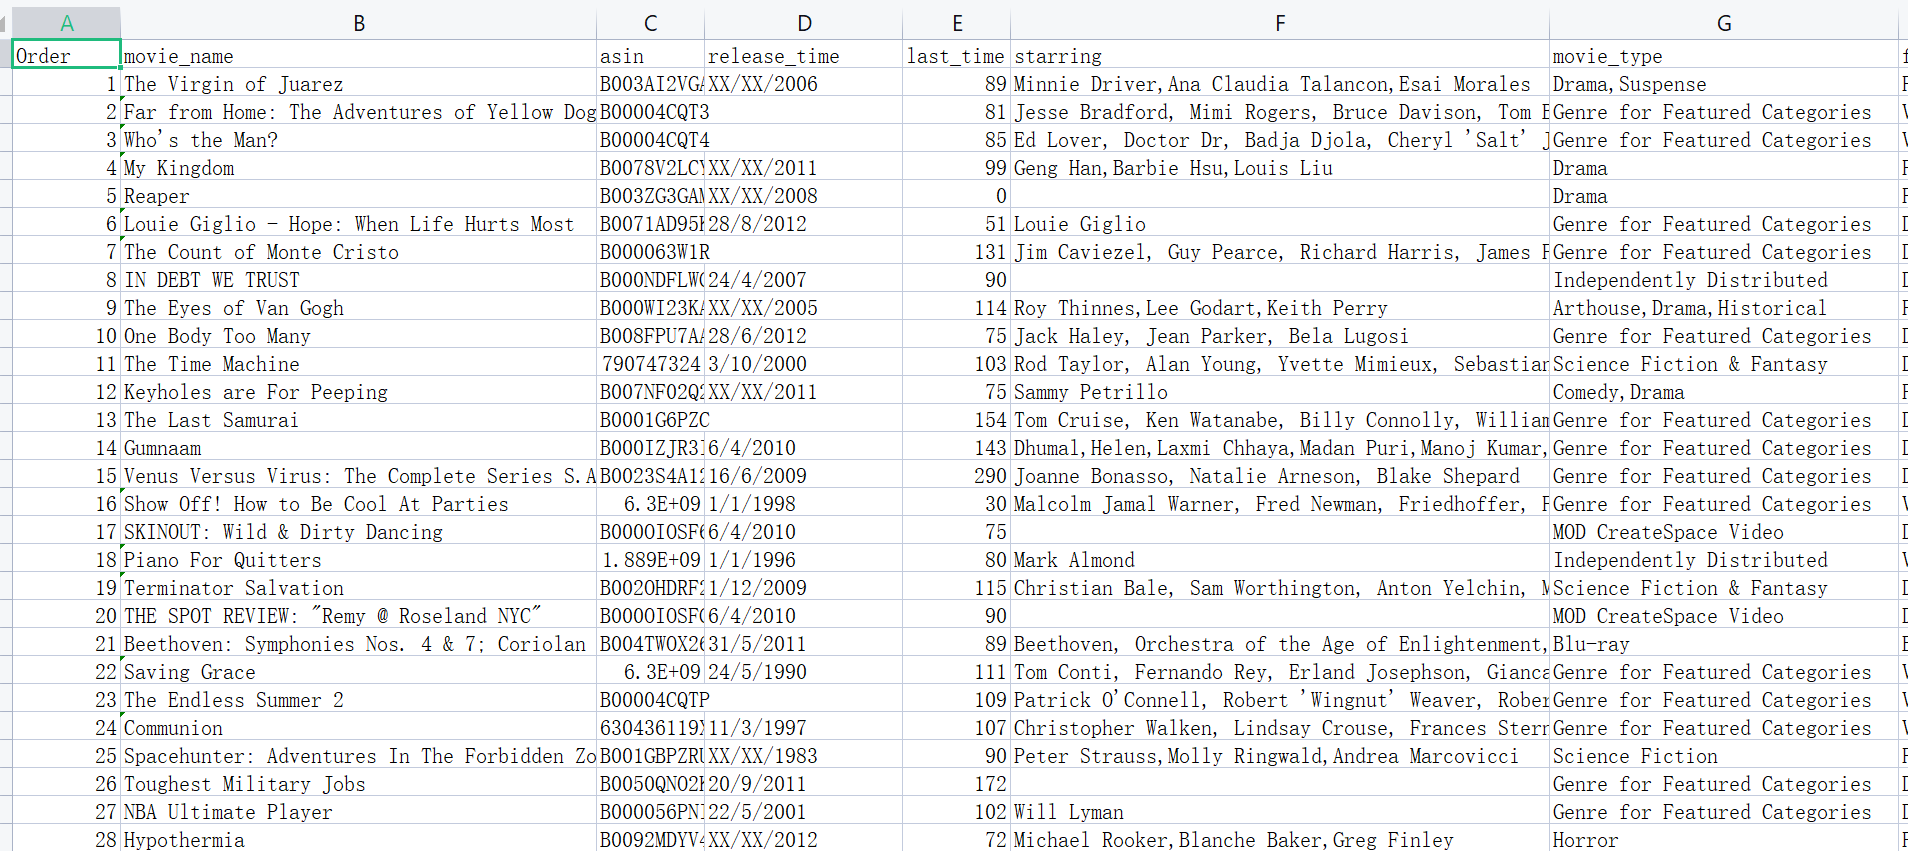 A B C D E F G
Order movie_name asin release_time last_time starring movie_type
1 The Virgin of Juarez B003AI2VGA XX/XX/2006 89 Minnie Driver,Ana Claudia Talancon,Esai Morales Drama,Suspense
2 Far from Home: The Adventures of Yellow Dog B00004CQT3 81 Jesse Bradford, Mimi Rogers, Bruce Davison, Tom Genre for Featured Categories
3 Who's the Man? B00004CQT4 85 Ed Lover, Doctor Dr, Badja Djola, Cheryl 'Salt' Genre for Featured Categories
4 My Kingdom B0078V2LCY XX/XX/2011 99 Geng Han,Barbie Hsu,Louis Liu Drama
5 Reaper B003ZG3GAM XX/XX/2008 0 Drama
6 Louie Giglio - Hope: When Life Hurts Most B0071AD95 28/8/2012 51 Louie Giglio Genre for Featured Categories
7 The Count of Monte Cristo B000063W1R 131 Jim Caviezel, Guy Pearce, Richard Harris, James Genre for Featured Categories
8 IN DEBT WE TRUST B000NDFLW 24/4/2007 90 Independently Distributed
9 The Eyes of Van Gogh B000WI23KA XX/XX/2005 114 Roy Thinnes,Lee Godart,Keith Perry Arthouse,Drama,Historical
10 One Body Too Many B008FPU7AA 28/6/2012 75 Jack Haley, Jean Parker, Bela Lugosi Genre for Featured Categories
11 The Time Machine 790747324 3/10/2000 103 Rod Taylor, Alan Young, Yvette Mimieux, Sebastian Science Fiction & Fantasy
12 Keyholes are For Peeping B007NF02Q2 XX/XX/2011 75 Sammy Petrillo Comedy,Drama
13 The Last Samurai B0001G6PZC 154 Tom Cruise, Ken Watanabe, Billy Connolly, William Genre for Featured Categories
14 Gumnaam B000IZJR3 6/4/2010 143 Dhumal,Helen,Laxmi Chhaya,Madan Puri,Manoj Kumar, Genre for Featured Categories
15 Venus Versus Virus: The Complete Series S.A B0023S4A12 16/6/2009 290 Joanne Bonasso, Natalie Arneson, Blake Shepard Genre for Featured Categories
16 Show Off! How to Be Cool At Parties 6.3E+09 1/1/1998 30 Malcolm Jamal Warner, Fred Newman, Friedhoffer, Genre for Featured Categories
17 SKINOUT: Wild & Dirty Dancing B0000IOSF 6/4/2010 75 MOD CreateSpace Video
18 Piano For Quitters 1.889E+09 1/1/1996 80 Mark Almond Independently Distributed
19 Terminator Salvation B0020HDRF2 1/12/2009 115 Christian Bale, Sam Worthington, Anton Yelchin, Science Fiction & Fantasy
20 THE SPOT REVIEW: "Remy @ Roseland NYC" B0000IOSF 6/4/2010 90 MOD CreateSpace Video
21 Beethoven: Symphonies Nos. 4 & 7; Coriolan B004TWOX26 31/5/2011 89 Beethoven, Orchestra of the Age of Enlightenment, Blu-ray
22 Saving Grace 6.3E+09 24/5/1990 111 Tom Conti, Fernando Rey, Erland Josephson, Gianca Genre for Featured Categories
23 The Endless Summer 2 B00004CQTP 109 Patrick O'Connell, Robert 'Wingnut' Weaver, Rober Genre for Featured Categories
24 Communion 630436119X 11/3/1997 107 Christopher Walken, Lindsay Crouse, Frances Stern Genre for Featured Categories
25 Spacehunter: Adventures In The Forbidden Zo B001GBPZRU XX/XX/1983 90 Peter Strauss,Molly Ringwald,Andrea Marcovicci Science Fiction
26 Toughest Military Jobs B0050QNO2 20/9/2011 172 Genre for Featured Categories
27 NBA Ultimate Player B000056PN 22/5/2001 102 Will Lyman Genre for Featured Categories
28 Hypothermia B0092MDYV4 XX/XX/2012 72 Michael Rooker,Blanche Baker,Greg Finley Horror